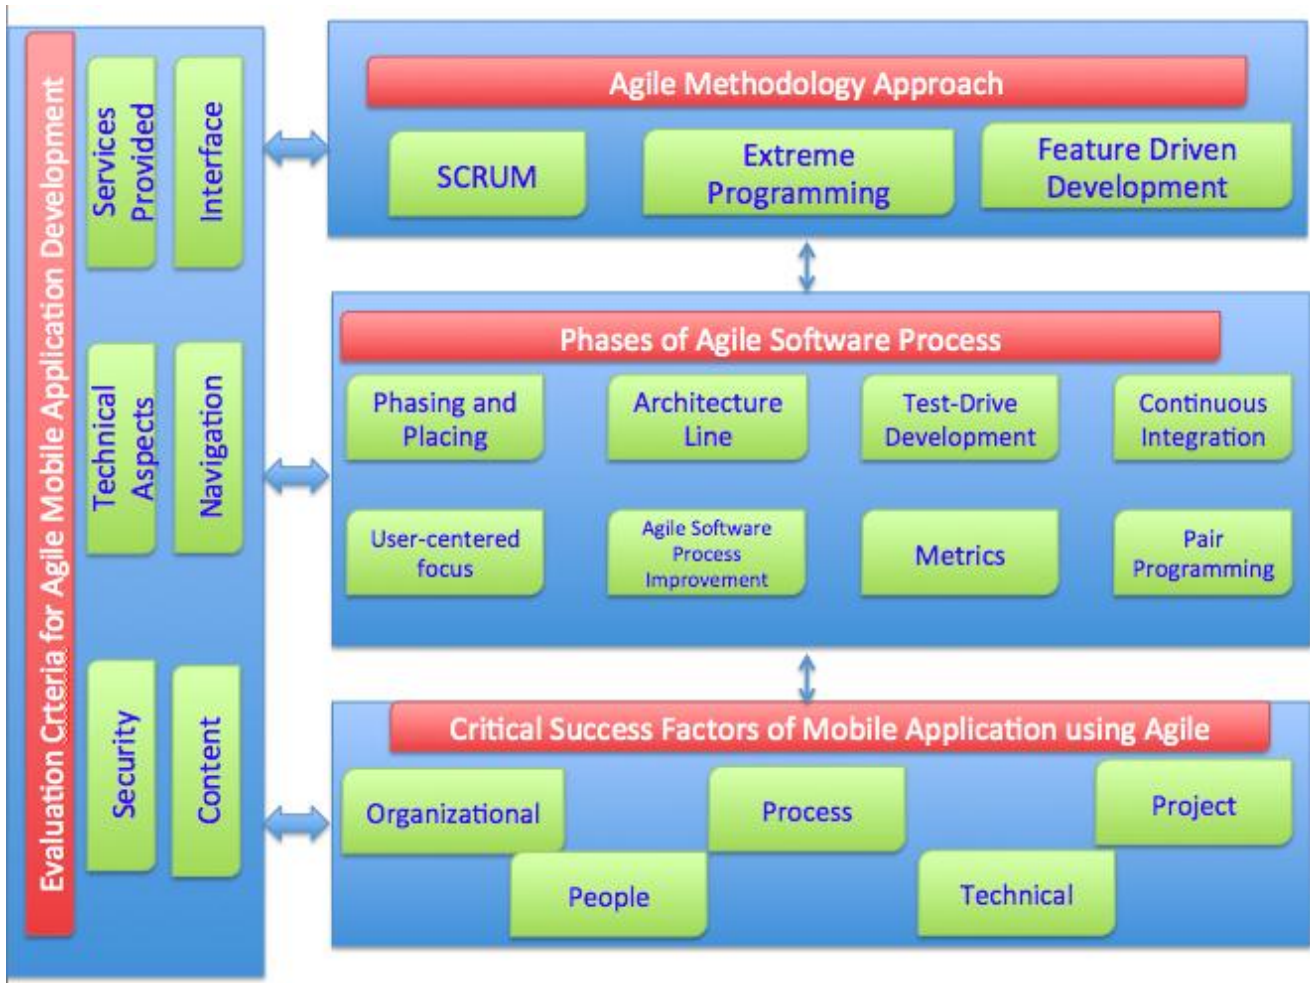 Evaluation Crteria for Agile Mobile Application Development
Services
Provided
Interface
Technical
Aspects
Navigation
Security
Content
Agile Methodology Approach
SCRUM
Extreme
Programming
Feature Driven
Development
Phases of Agile Software Process
Phasing and
Placing
Architecture
Line
Test-Drive
Development
Continuous
Integration
User-centered
focus
Agile Software
Process
Improvement
Metrics
Pair
Programming
Critical Success Factors of Mobile Application using Agile
Organizational
Process
Project
People
Technical